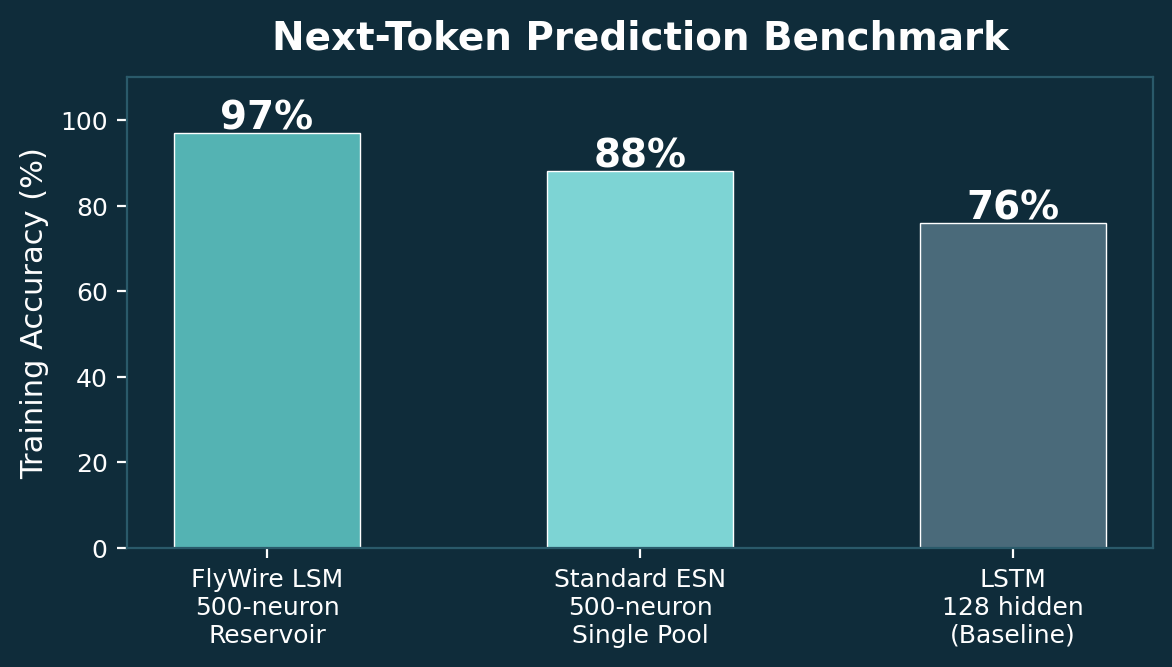 Next-Token Prediction Benchmark
Training Accuracy (%)
100
80
60
40
20
0
97%
88%
76%
FlyWire LSM
500-neuron
Reservoir
Standard ESN
500-neuron
Single Pool
LSTM
128 hidden
(Baseline)